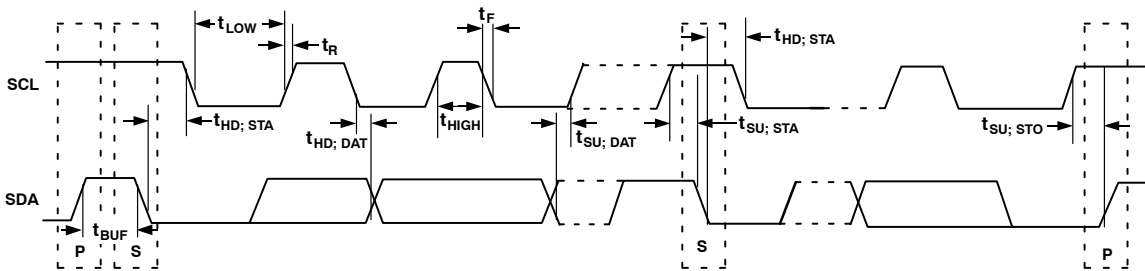 tLOW
tR
tF
tHD; STA
SCL
tHD; STA
tHD; DAT
tHIGH
tSU; DAT
tSU; STA
tSU; STO
SDA
tBUF
P
S
S
P